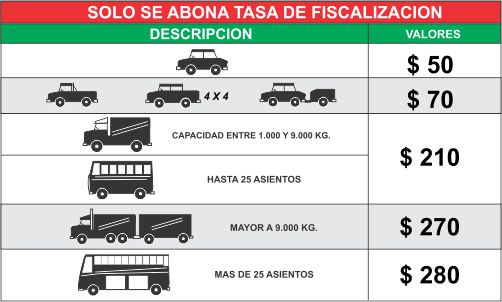 SOLO SE ABONA TASA DE FISCALIZACION
DESCRIPCION VALORES
$ 50
4 X 4 $ 70
CAPACIDAD ENTRE 1.000 Y 9.000 KG.
$ 210
HASTA 25 ASIENTOS
MAYOR A 9.000 KG. $ 270
MAS DE 25 ASIENTOS $ 280